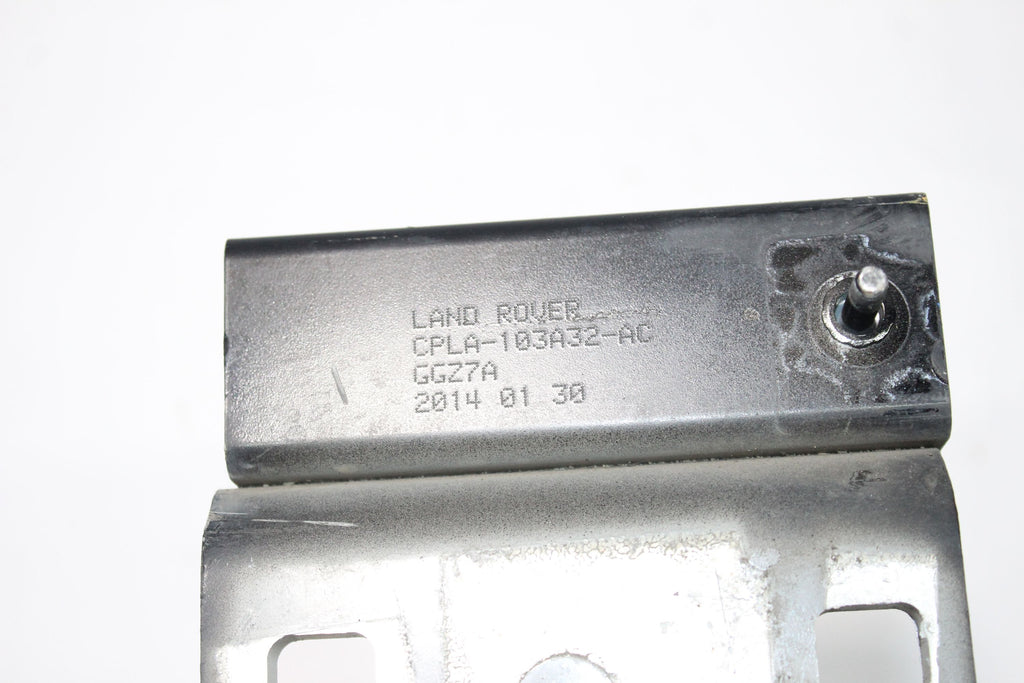 LAND ROVER
CPLA-103A32-AC
GGZ7A
2014 01 30